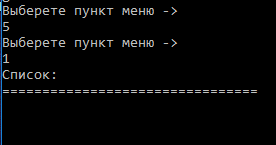 Выберете пункт меню ->
5
Выберете пункт меню ->
1
Список:
================================